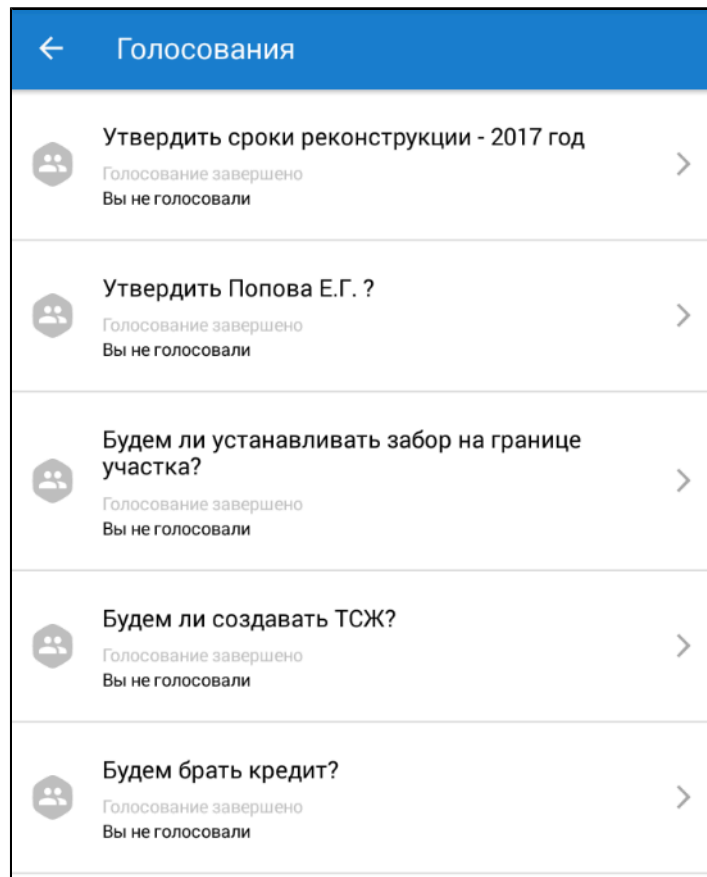 Голосования
Утвердить сроки реконструкции - 2017 год
Голосование завершено
Вы не голосовали
Утвердить Попова Е.Г. ?
Голосование завершено
Вы не голосовали
Будем ли устанавливать забор на границе
участка?
Голосование завершено
Вы не голосовали
Будем ли создавать ТСЖ?
Голосование завершено
Вы не голосовали
Будем брать кредит?
Голосование завершено
Вы не голосовали